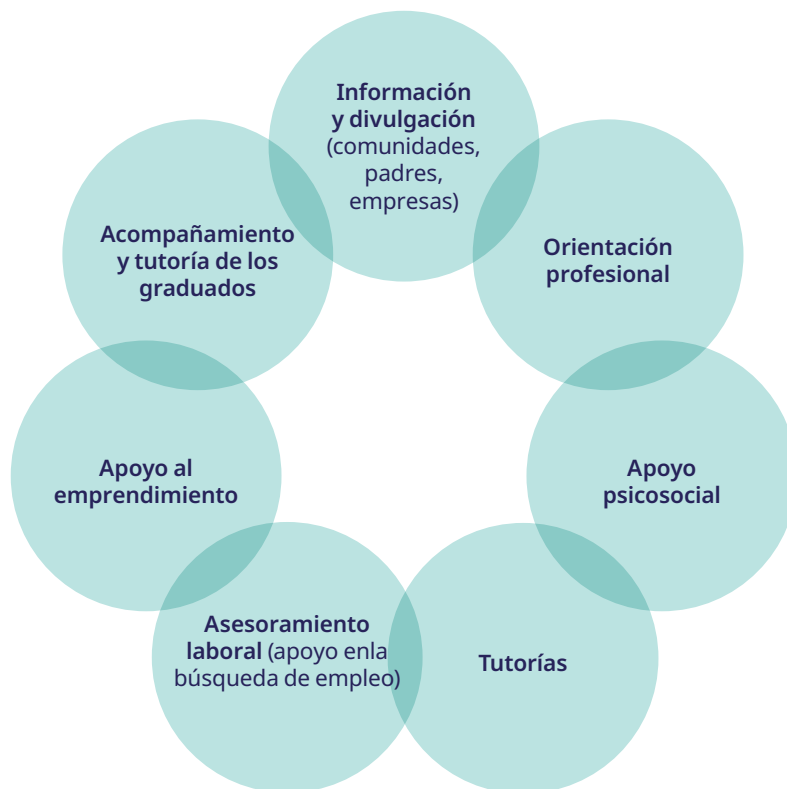 Información
y divulgación
(comunidades,
padres,
empresas)
Orientación
profesional
Apoyo
psicosocial
Tutorías
Asesoramiento
laboral (apoyo enla
búsqueda de empleo)
Apoyo al
emprendimiento
Acompañamiento
y tutoría de los
graduados